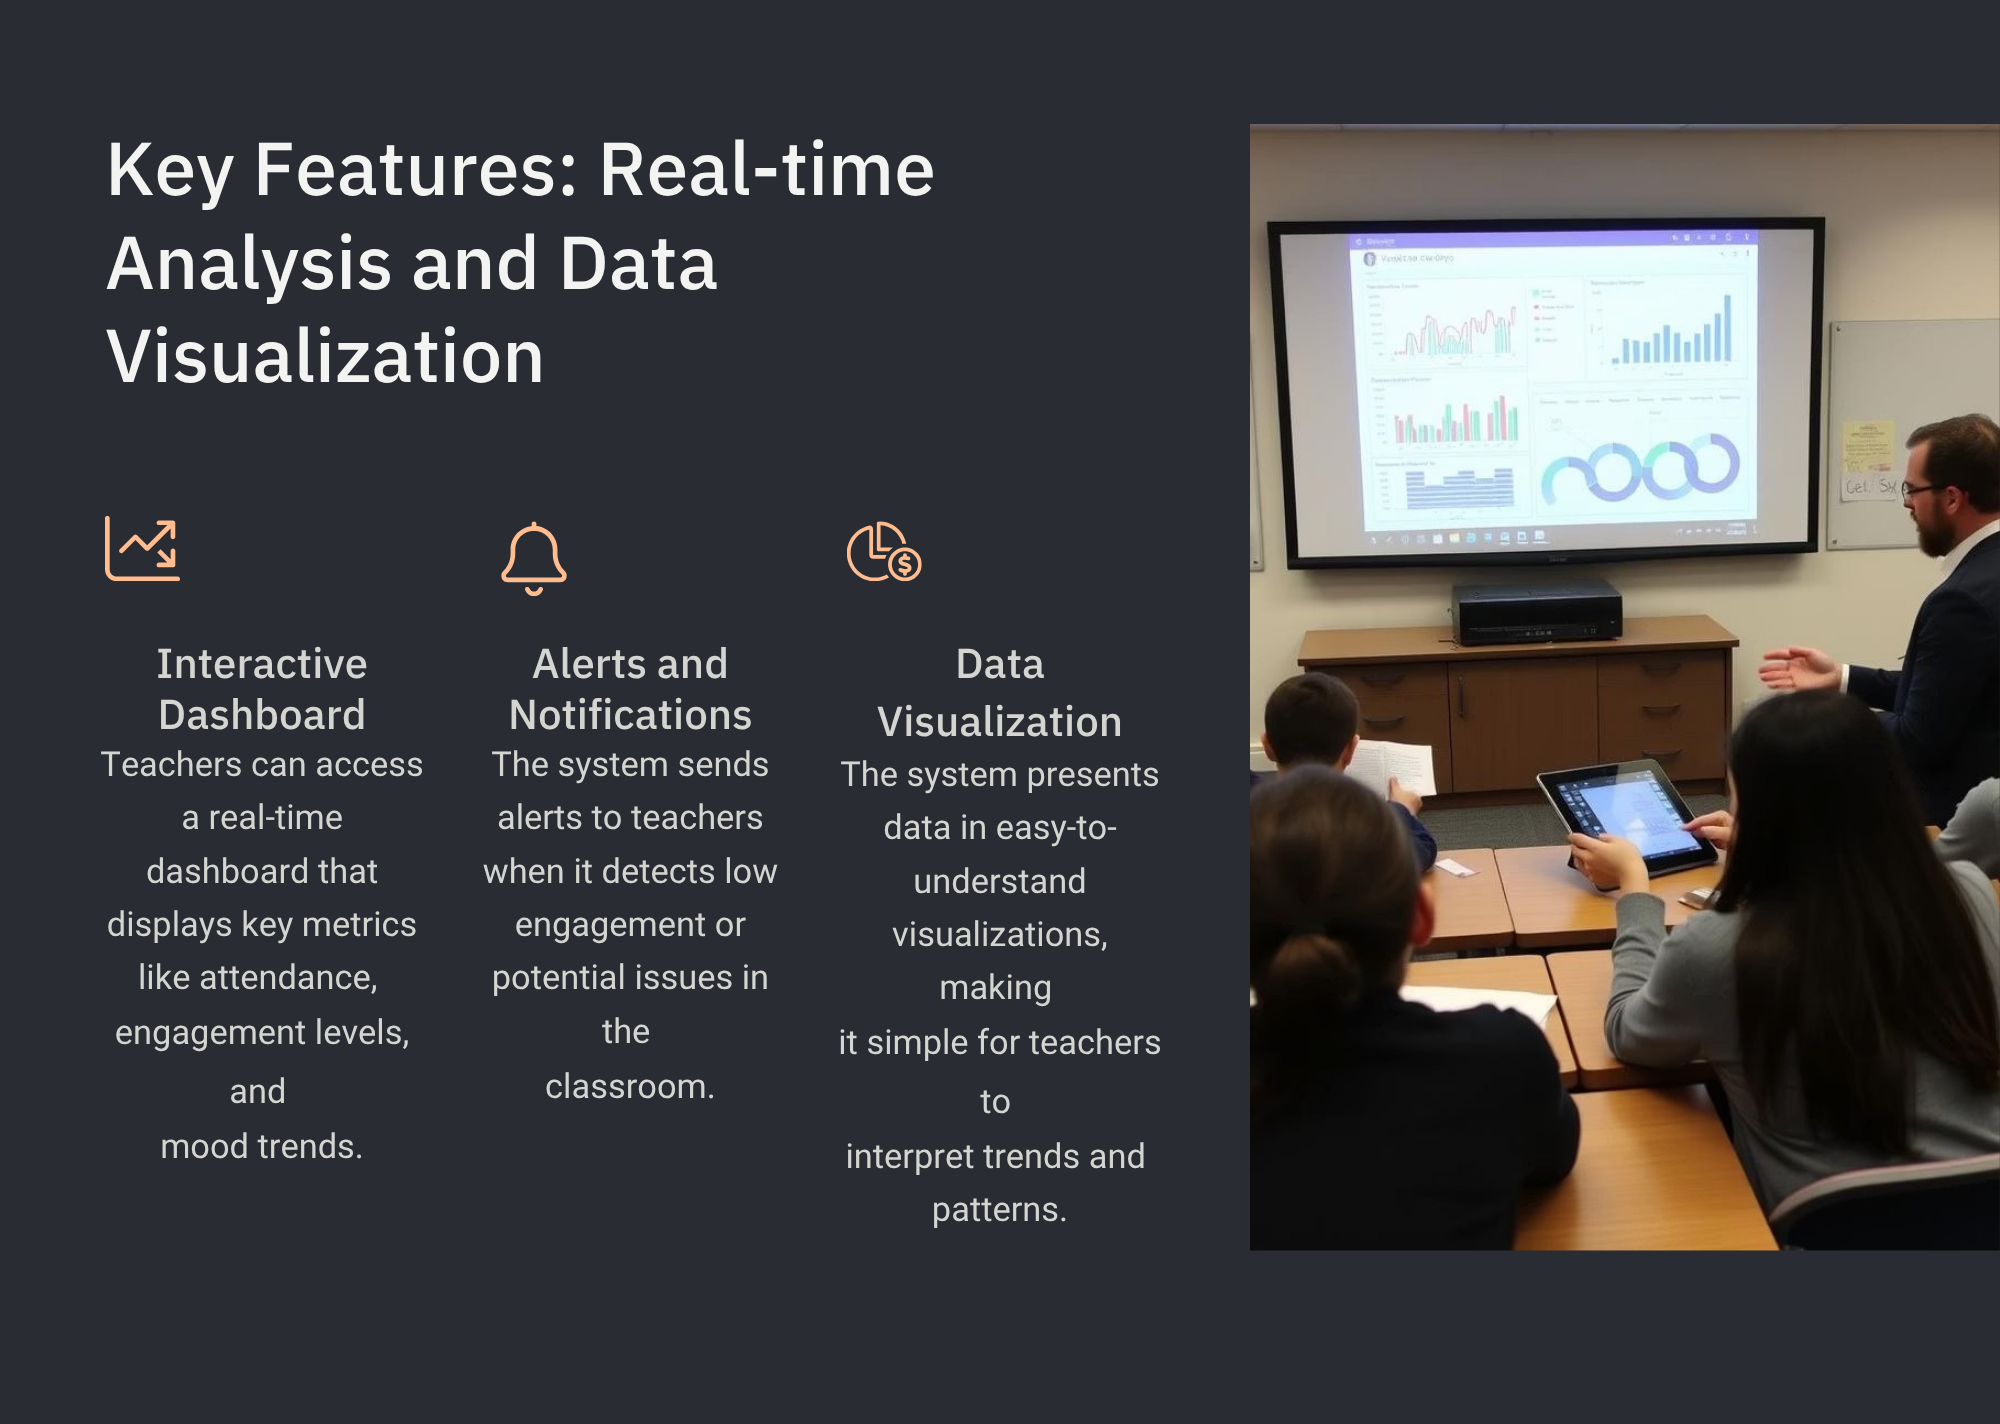 Key Features: Real-time
Analysis and Data
Visualization
Interactive
Dashboard
Teachers can access
a real-time
dashboard that
displays key metrics
like attendance,
engagement levels,
and
mood trends.
Alerts and
Notifications
The system sends
alerts to teachers
when it detects low
engagement or
potential issues in
the
classroom.
Data
Visualization
The system presents
data in easy-to-
understand
visualizations,
making
it simple for teachers
to
interpret trends and
patterns.